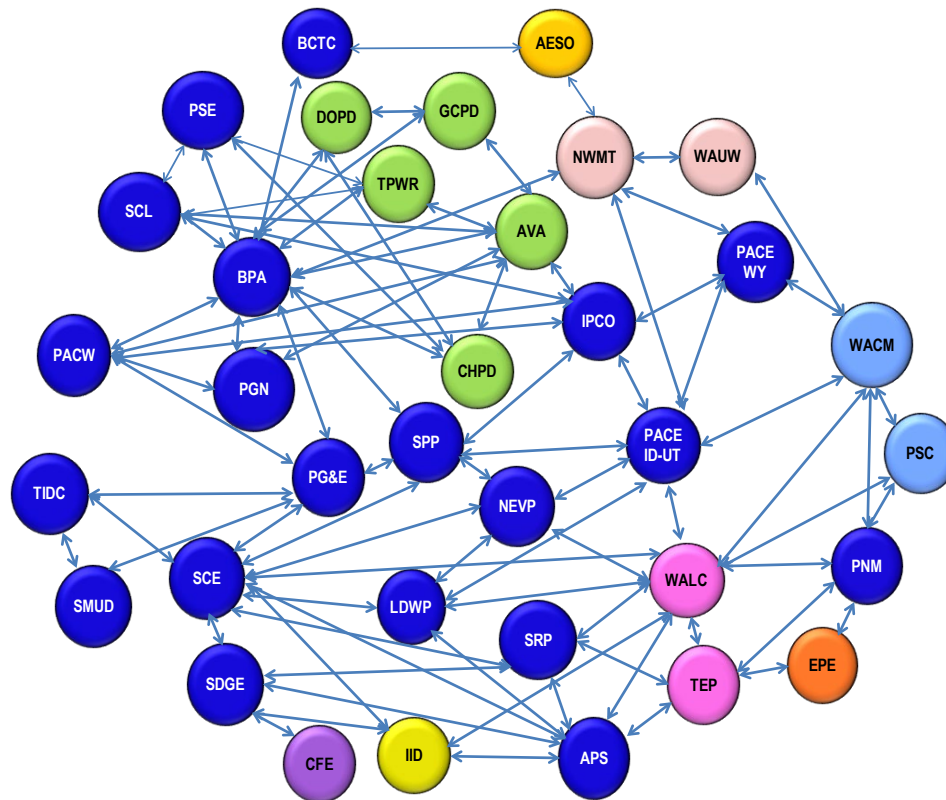 BCTC
AESO
PSE
DOPD
GCPD
NWMT
WAUW
TPWR
SCL
AVA
BPA
PACE
WY
IPCO
PACW
WACM
CHPD
PGN
SPP
PACE
ID-UT
PSC
PG&E
TIDC
NEVP
PNM
SCE
WALC
SMUD
LDWP
SRP
EPE
SDGE
TEP
CFE
IID
APS